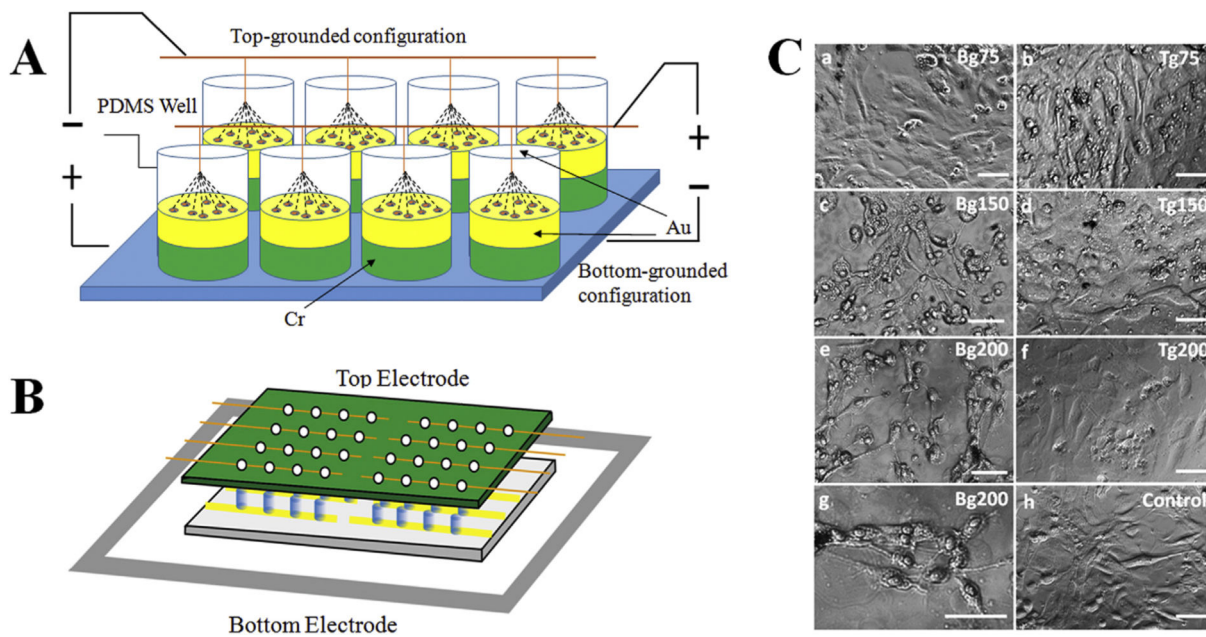 A
Top-grounded configuration
PDMS Well
−
+
+
−
Au
Bottom-grounded
configuration
Cr
B
Top Electrode
Bottom Electrode
C
a Bg75
b Tg75
c Bg150
d Tg150
e Bg200
f Tg200
g Bg200
h Control